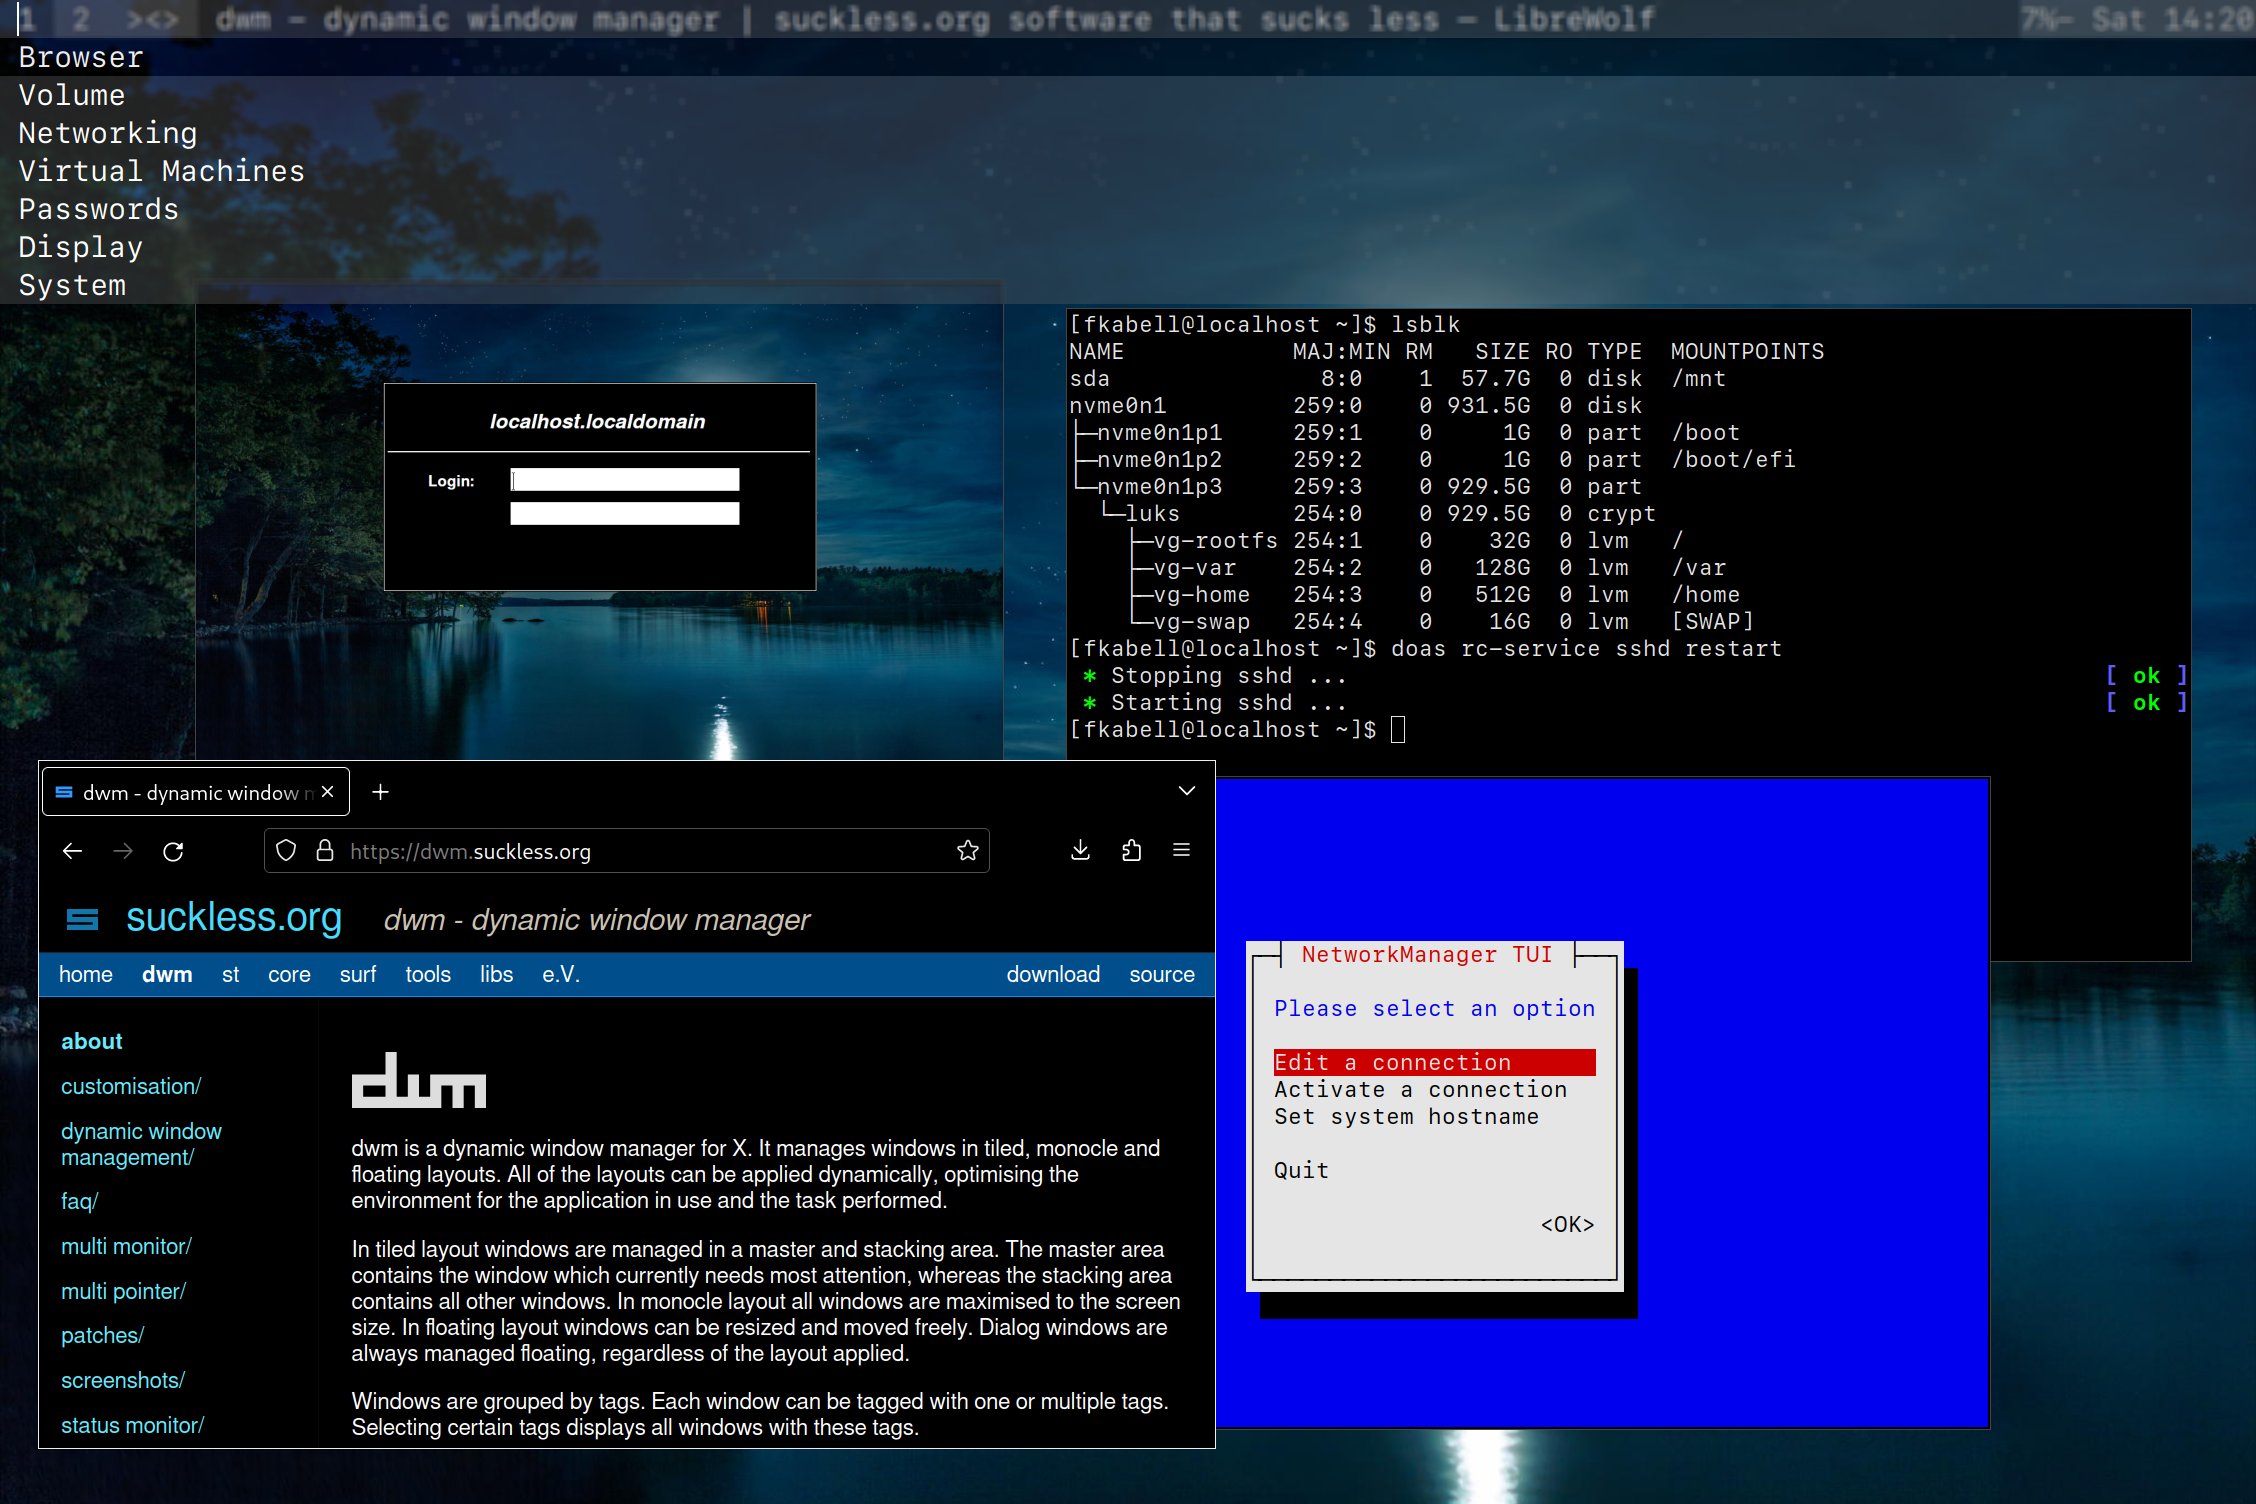 1 2 ><> dwm - dynamic window manager | suckless.org software that sucks less — LibreWolf 7%- Sat 14:20
Browser
Volume
Networking
Virtual Machines
Passwords
Display
System
localhost.localdomain
Login:
[fkabell@localhost ~]$ lsblk
NAME MAJ:MIN RM SIZE RO TYPE MOUNTPOINTS
sda 8:0 1 57.7G 0 disk /mnt
nvme0n1 259:0 0 931.5G 0 disk
├─nvme0n1p1 259:1 0 1G 0 part /boot
├─nvme0n1p2 259:2 0 1G 0 part /boot/efi
└─nvme0n1p3 259:3 0 929.5G 0 part
└─luks 254:0 0 929.5G 0 crypt
├─vg-rootfs 254:1 0 32G 0 lvm /
├─vg-var 254:2 0 128G 0 lvm /var
├─vg-home 254:3 0 512G 0 lvm /home
└─vg-swap 254:4 0 16G 0 lvm [SWAP]
[fkabell@localhost ~]$ doas rc-service sshd restart
* Stopping sshd ... [ ok ]
* Starting sshd ... [ ok ]
[fkabell@localhost ~]$
dwm - dynamic window m
https://dwm.suckless.org
suckless.org dwm - dynamic window manager
home dwm st core surf tools libs e.V. download source
about
customisation/
dynamic window
management/
faq/
multi monitor/
multi pointer/
patches/
screenshots/
status monitor/
dwm
dwm is a dynamic window manager for X. It manages windows in tiled, monocle and
floating layouts. All of the layouts can be applied dynamically, optimising the
environment for the application in use and the task performed.
In tiled layout windows are managed in a master and stacking area. The master area
contains the window which currently needs most attention, whereas the stacking area
contains all other windows. In monocle layout all windows are maximised to the screen
size. In floating layout windows can be resized and moved freely. Dialog windows are
always managed floating, regardless of the layout applied.
Windows are grouped by tags. Each window can be tagged with one or multiple tags.
Selecting certain tags displays all windows with these tags.
NetworkManager TUI
Please select an option
Edit a connection
Activate a connection
Set system hostname
Quit
<OK>